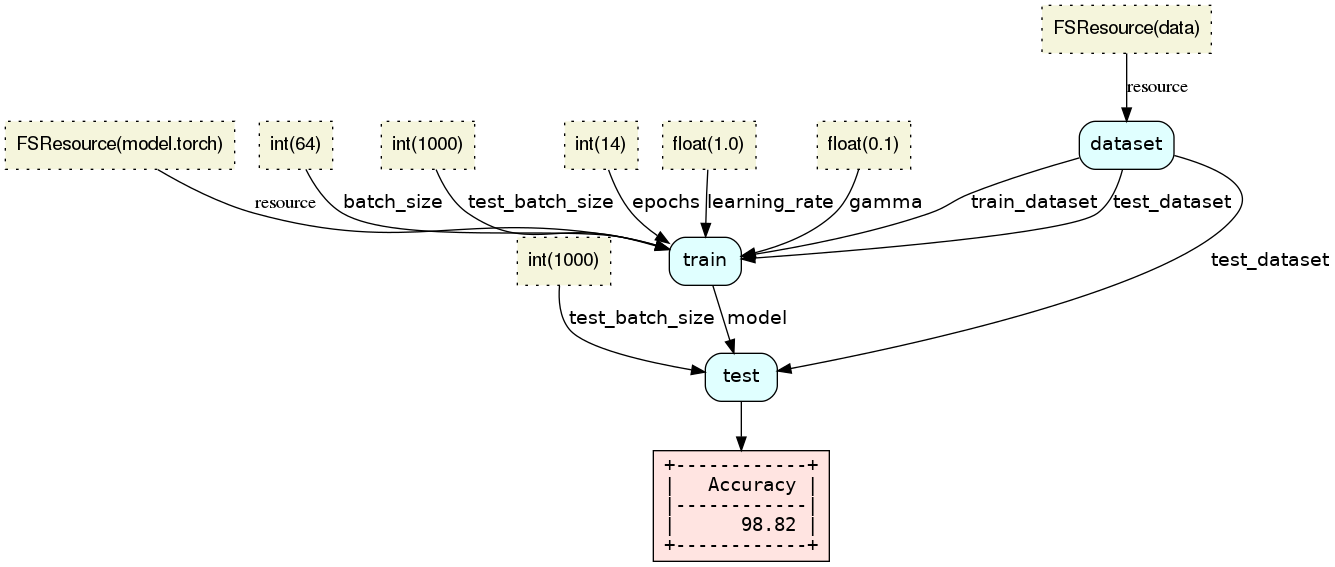 FSResource(data)
resource
FSResource(model.torch)
int(64)
int(1000)
int(14)
float(1.0)
float(0.1)
dataset
resource
batch_size
test_batch_size
epochs
learning_rate
gamma
train_dataset
test_dataset
int(1000)
train
test_dataset
test_batch_size
model
test
+------------+
|   Accuracy |
|------------|
|      98.82 |
+------------+